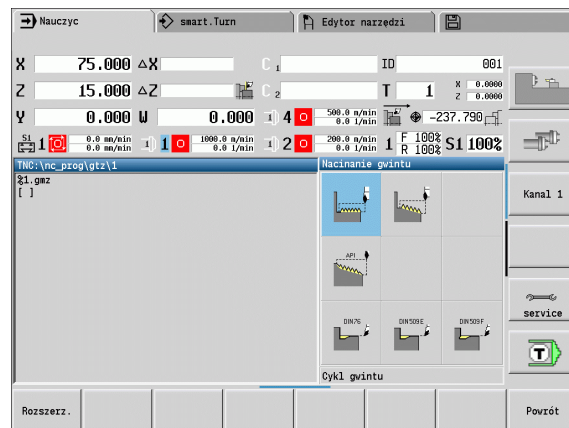 Nauczyc smart.Turn Edytor narzędzi
X 75.000 △X C 1 ID 001
Z 15.000 △Z C 2 T 1 X 0.0000 Z 0.0000
Y 0.000 W 0.000 4 500.0 m/min 0.0 1/min -237.790
S1 1 0.0 mm/min 0.0 m/min 1 1000.0 m/min 0.0 1/min 2 200.0 m/min 0.0 1/min 1 F 100% R 100% S1 100%
TNC:\nc_prog\gtz\1 Nacinanie gwintu
%1.gmz
[ ]
Kanal 1
API
DIN76 DIN509E DIN509F
service
T
Cykl gwintu
Rozszerz. Powrót